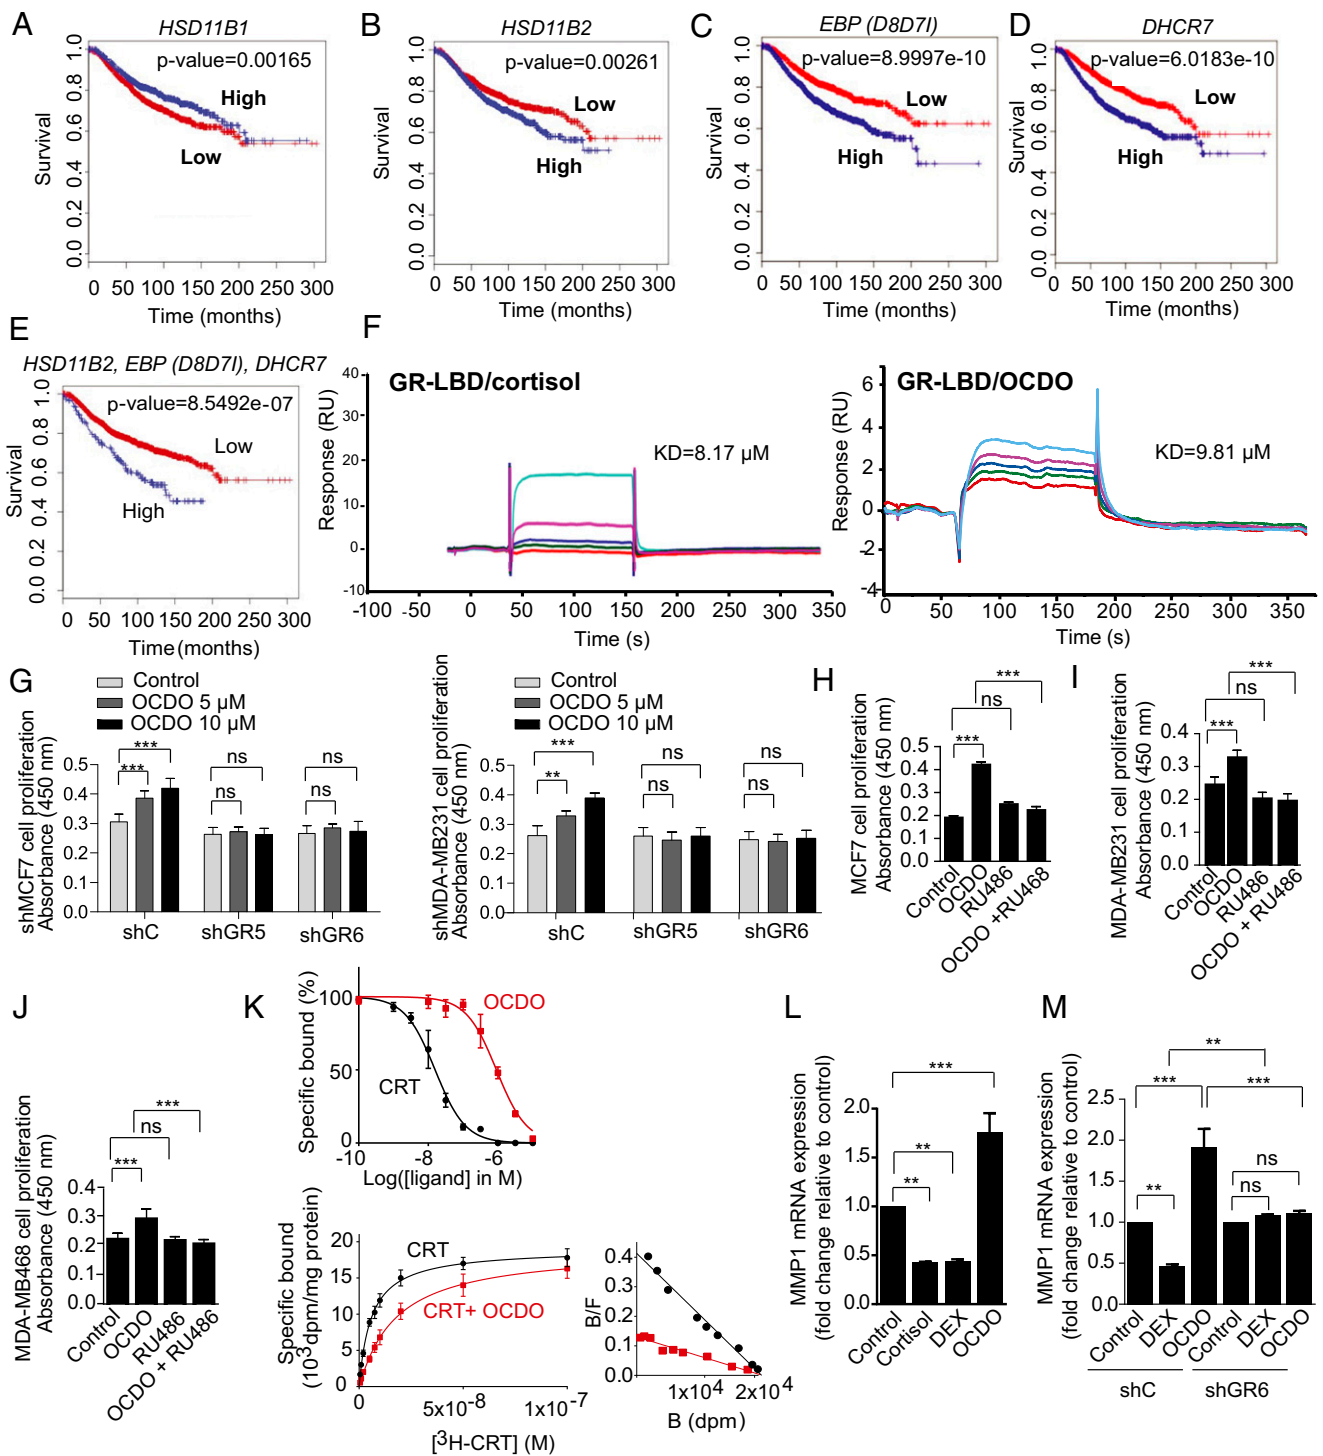 A
HSD11B1
p-value=0.00165
High
Low
Survival
1.0
0.8
0.6
0.4
0.2
0.0
0 50 100 150 200 250 300
Time (months)
B
HSD11B2
p-value=0.00261
Low
High
Survival
1.0
0.8
0.6
0.4
0.2
0.0
0 50 100 150 200 250 300
Time (months)
C
EBP (D8D7I)
p-value=8.9997e-10
Low
High
Survival
1.0
0.8
0.6
0.4
0.2
0.0
0 50 100 150 200 250 300
Time (months)
D
DHCR7
p-value=6.0183e-10
Low
High
Survival
1.0
0.8
0.6
0.4
0.2
0.0
0 50 100 150 200 250 300
Time (months)
E
HSD11B2, EBP (D8D7I), DHCR7
p-value=8.5492e-07
Low
High
Survival
1.0
0.8
0.6
0.4
0.2
0.0
0 50 100 150 200 250 300
Time (months)
F
GR-LBD/cortisol
KD=8.17 µM
Response (RU)
40
30
20
10
0
-10
-100 -50 0 50 100 150 200 250 300 350
Time (s)
GR-LBD/OCDO
KD=9.81 µM
Response (RU)
6
4
2
0
-2
-4
0 50 100 150 200 250 300 350
Time (s)
G
Control
OCDO 5 µM
OCDO 10 µM
shMCF7 cell proliferation
Absorbance (450 nm)
0.5
0.4
0.3
0.2
0.1
0.0
***
***
ns
ns
ns
ns
shC shGR5 shGR6
Control
OCDO 5 µM
OCDO 10 µM
shMDA-MB231 cell proliferation
Absorbance (450 nm)
0.5
0.4
0.3
0.2
0.1
0.0
***
**
ns
ns
ns
ns
shC shGR5 shGR6
H
MCF7 cell proliferation
Absorbance (450 nm)
0.5
0.4
0.3
0.2
0.1
0.0
***
ns
***
Control
OCDO
RU486
OCDO +RU468
I
MDA-MB231 cell proliferation
Absorbance (450 nm)
0.4
0.3
0.2
0.1
0.0
***
ns
***
Control
OCDO
RU486
OCDO + RU486
J
MDA-MB468 cell proliferation
Absorbance (450 nm)
0.4
0.3
0.2
0.1
0.0
***
ns
***
Control
OCDO
RU486
OCDO + RU486
K
Specific bound (%)
100
50
0
OCDO
CRT
-10 -8 -6
Log([ligand] in M)
Specific bound
(10³dpm/mg protein)
20
15
10
5
0
CRT
CRT+ OCDO
0 5x10⁻⁸ 1x10⁻⁷
[³H-CRT] (M)
B/F
0.4
0.3
0.2
0.1
0.0
1x10⁴ 2x10⁴
B (dpm)
L
MMP1 mRNA expression
(fold change relative to control)
2.0
1.5
1.0
0.5
0.0
***
**
**
Control
Cortisol
DEX
OCDO
M
MMP1 mRNA expression
(fold change relative to control)
2.5
2.0
1.5
1.0
0.5
0.0
**
***
***
**
ns
ns
Control
DEX
OCDO
Control
DEX
OCDO
shC shGR6